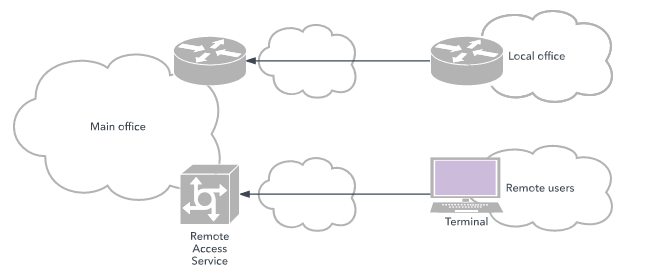 Local office
Main office
Remote users
Terminal
Remote
Access
Service